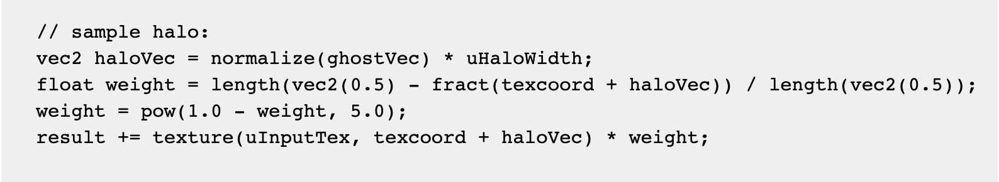 // sample halo:
vec2 haloVec = normalize(ghostVec) * uHaloWidth;
float weight = length(vec2(0.5) - fract(texcoord + haloVec)) / length(vec2(0.5));
weight = pow(1.0 - weight, 5.0);
result += texture(uInputTex, texcoord + haloVec) * weight;